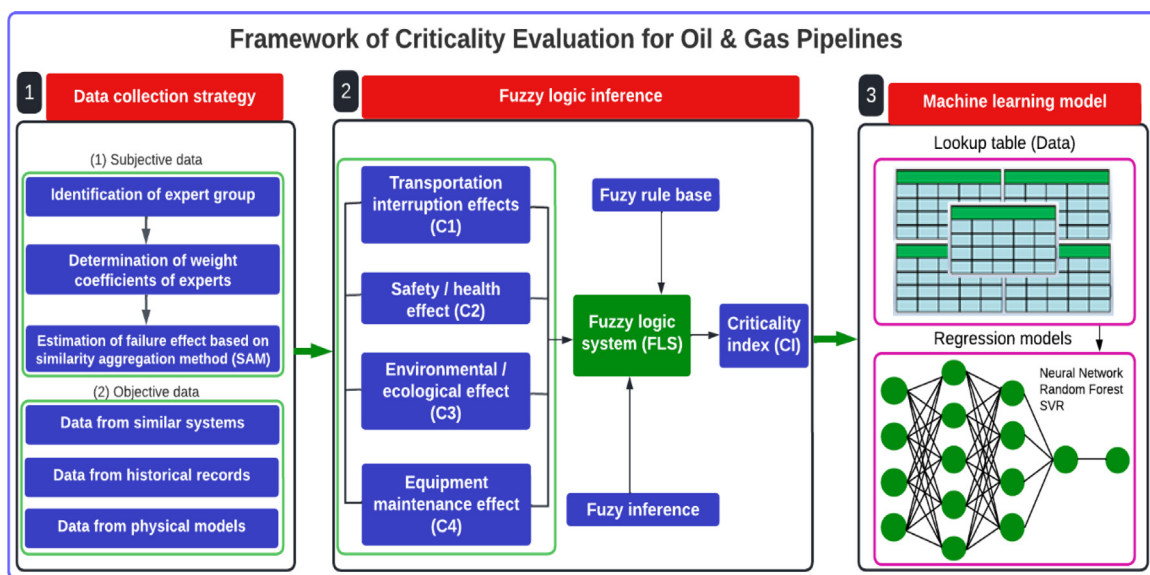 Framework of Criticality Evaluation for Oil & Gas Pipelines
1
Data collection strategy
(1) Subjective data
Identification of expert group
Determination of weight
coefficients of experts
Estimation of failure effect based on
similarity aggregation method (SAM)
(2) Objective data
Data from similar systems
Data from historical records
Data from physical models
2
Fuzzy logic inference
Transportation
interruption effects
(C1)
Safety / health
effect (C2)
Environmental /
ecological effect
(C3)
Equipment
maintenance effect
(C4)
Fuzy rule base
Fuzzy logic
system (FLS)
Fuzy inference
Criticality
index (CI)
3
Machine learning model
Lookup table (Data)
Regression models
Neural Network
Random Forest
SVR